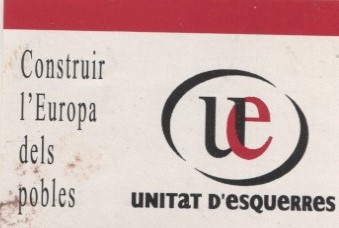 Construir
l'Europa
dels
pobles
ue
UNITAT D'ESQUERRES